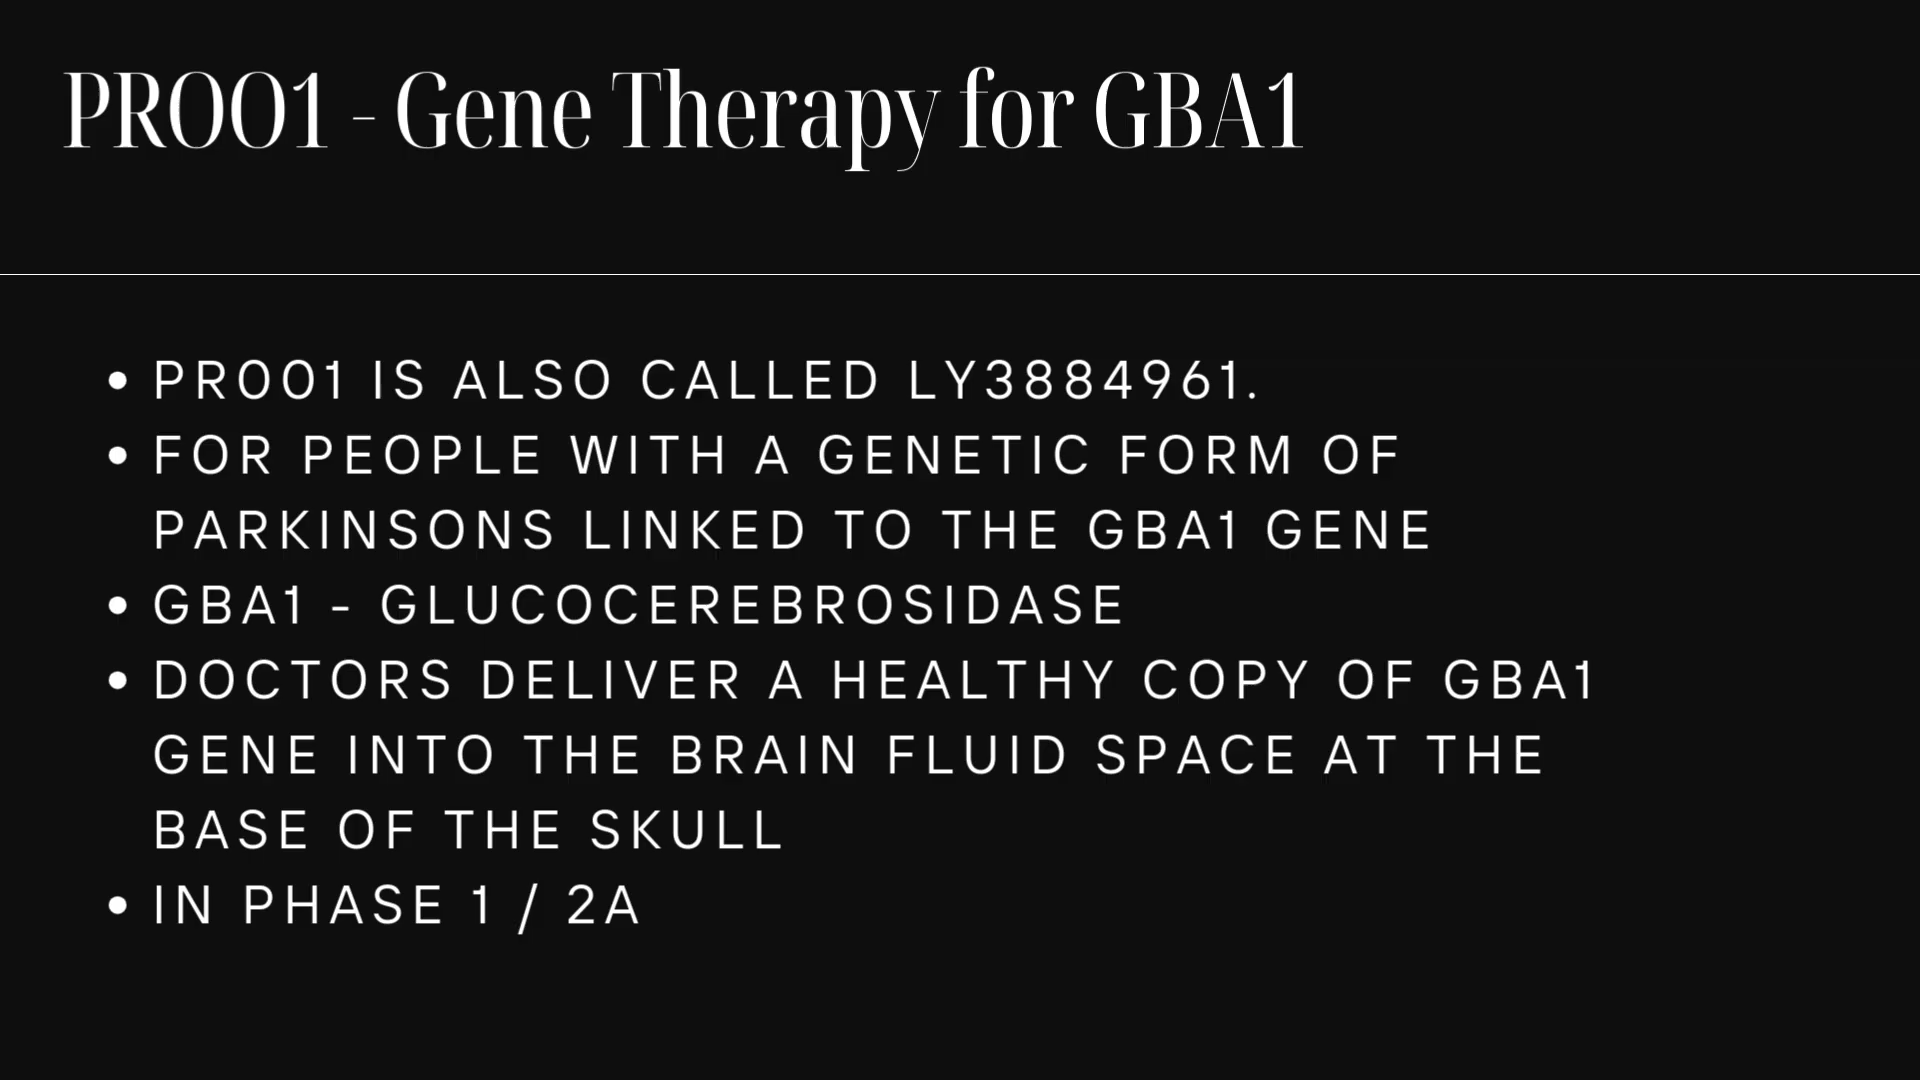 PR001 - Gene Therapy for GBA1
• PR001 IS ALSO CALLED LY3884961.
• FOR PEOPLE WITH A GENETIC FORM OF
PARKINSONS LINKED TO THE GBA1 GENE
• GBA1 - GLUCOCEREBROSIDASE
• DOCTORS DELIVER A HEALTHY COPY OF GBA1
GENE INTO THE BRAIN FLUID SPACE AT THE
BASE OF THE SKULL
• IN PHASE 1 / 2A